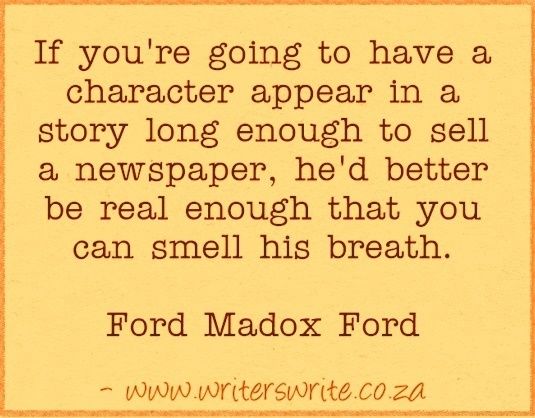 If you're going to have a
character appear in a
story long enough to sell
a newspaper, he'd better
be real enough that you
can smell his breath.
Ford Madox Ford
- www.writerswrite.co.za